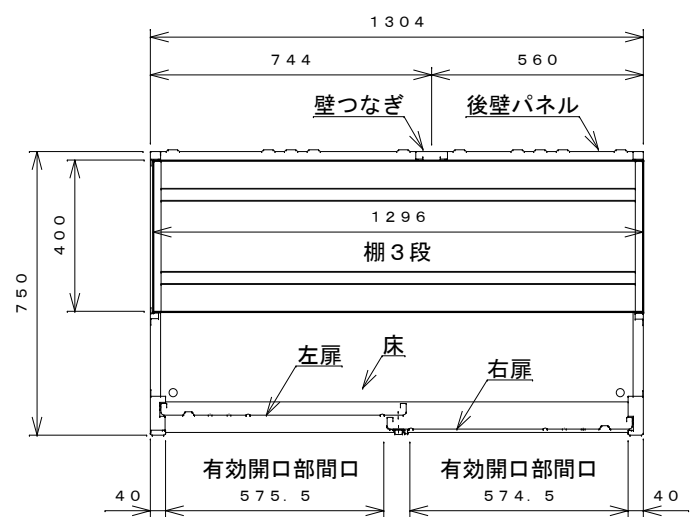 １３０４
７４４
５６０
壁つなぎ
後壁パネル
４００
７５０
１２９６
棚３段
床
左扉
右扉
有効開口部間口
有効開口部間口
４０
５７５．５
５７４．５
４０